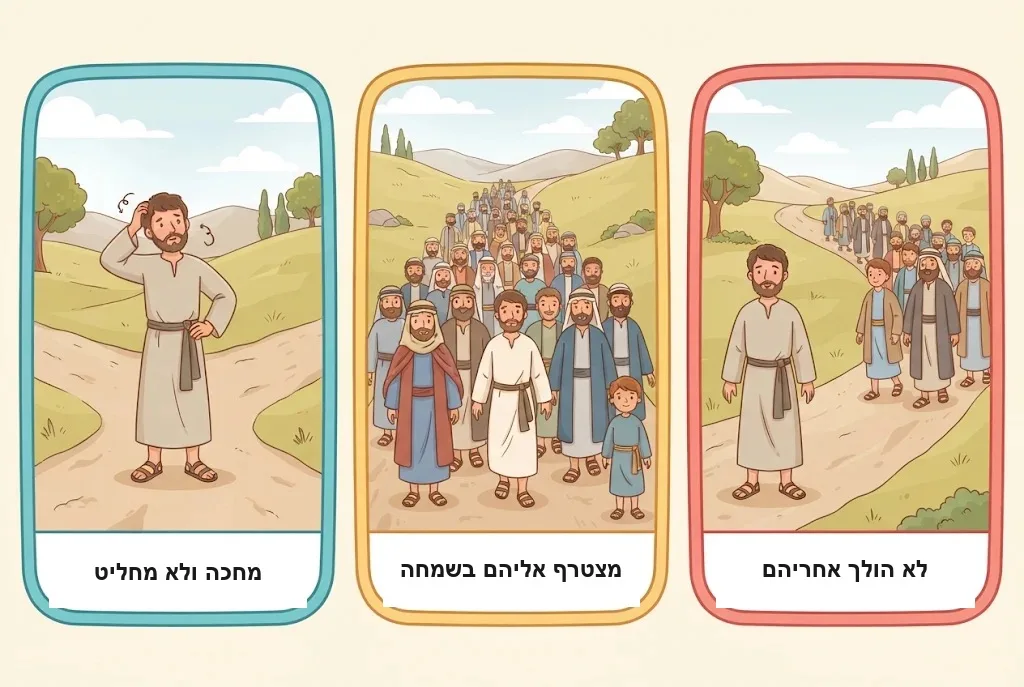 לא הולך אחריהם
מצטרף אליהם בשמחה
מחכה ולא מחליט